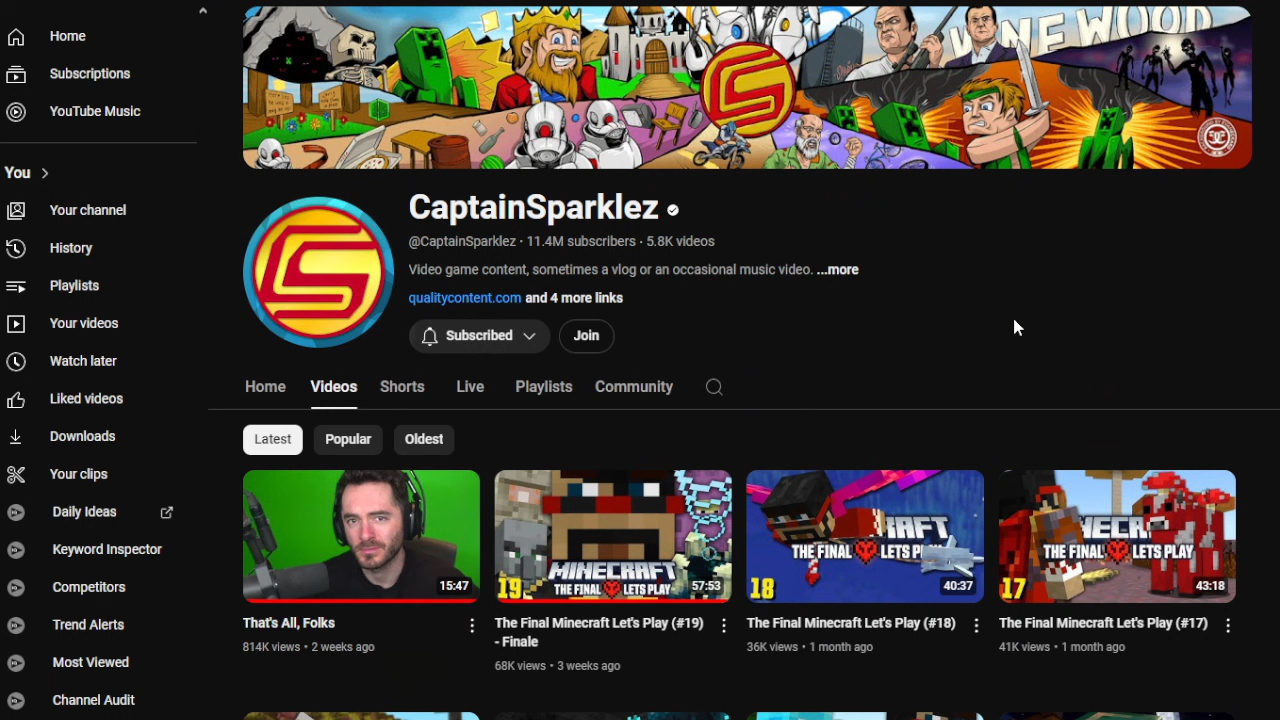 Home
Subscriptions
YouTube Music
You
Your channel
History
Playlists
Your videos
Watch later
Liked videos
Downloads
Your clips
Daily Ideas
Keyword Inspector
Competitors
Trend Alerts
Most Viewed
Channel Audit
INE WOOD
CaptainSparklez
@CaptainSparklez · 11.4M subscribers · 5.8K videos
Video game content, sometimes a vlog or an occasional music video. ...more
qualitycontent.com and 4 more links
Subscribed
Join
Home Videos Shorts Live Playlists Community
Latest Popular Oldest
15:47
That's All, Folks
814K views • 2 weeks ago
19
MINECRAFT
THE FINAL LETS PLAY
57:53
The Final Minecraft Let's Play (#19)
- Finale
68K views • 3 weeks ago
18
RAFT
THE FINAL LETS PL
40:37
The Final Minecraft Let's Play (#18)
36K views • 1 month ago
17
NECR
THE FINAL LETS PLAY
43:18
The Final Minecraft Let's Play (#17)
41K views • 1 month ago